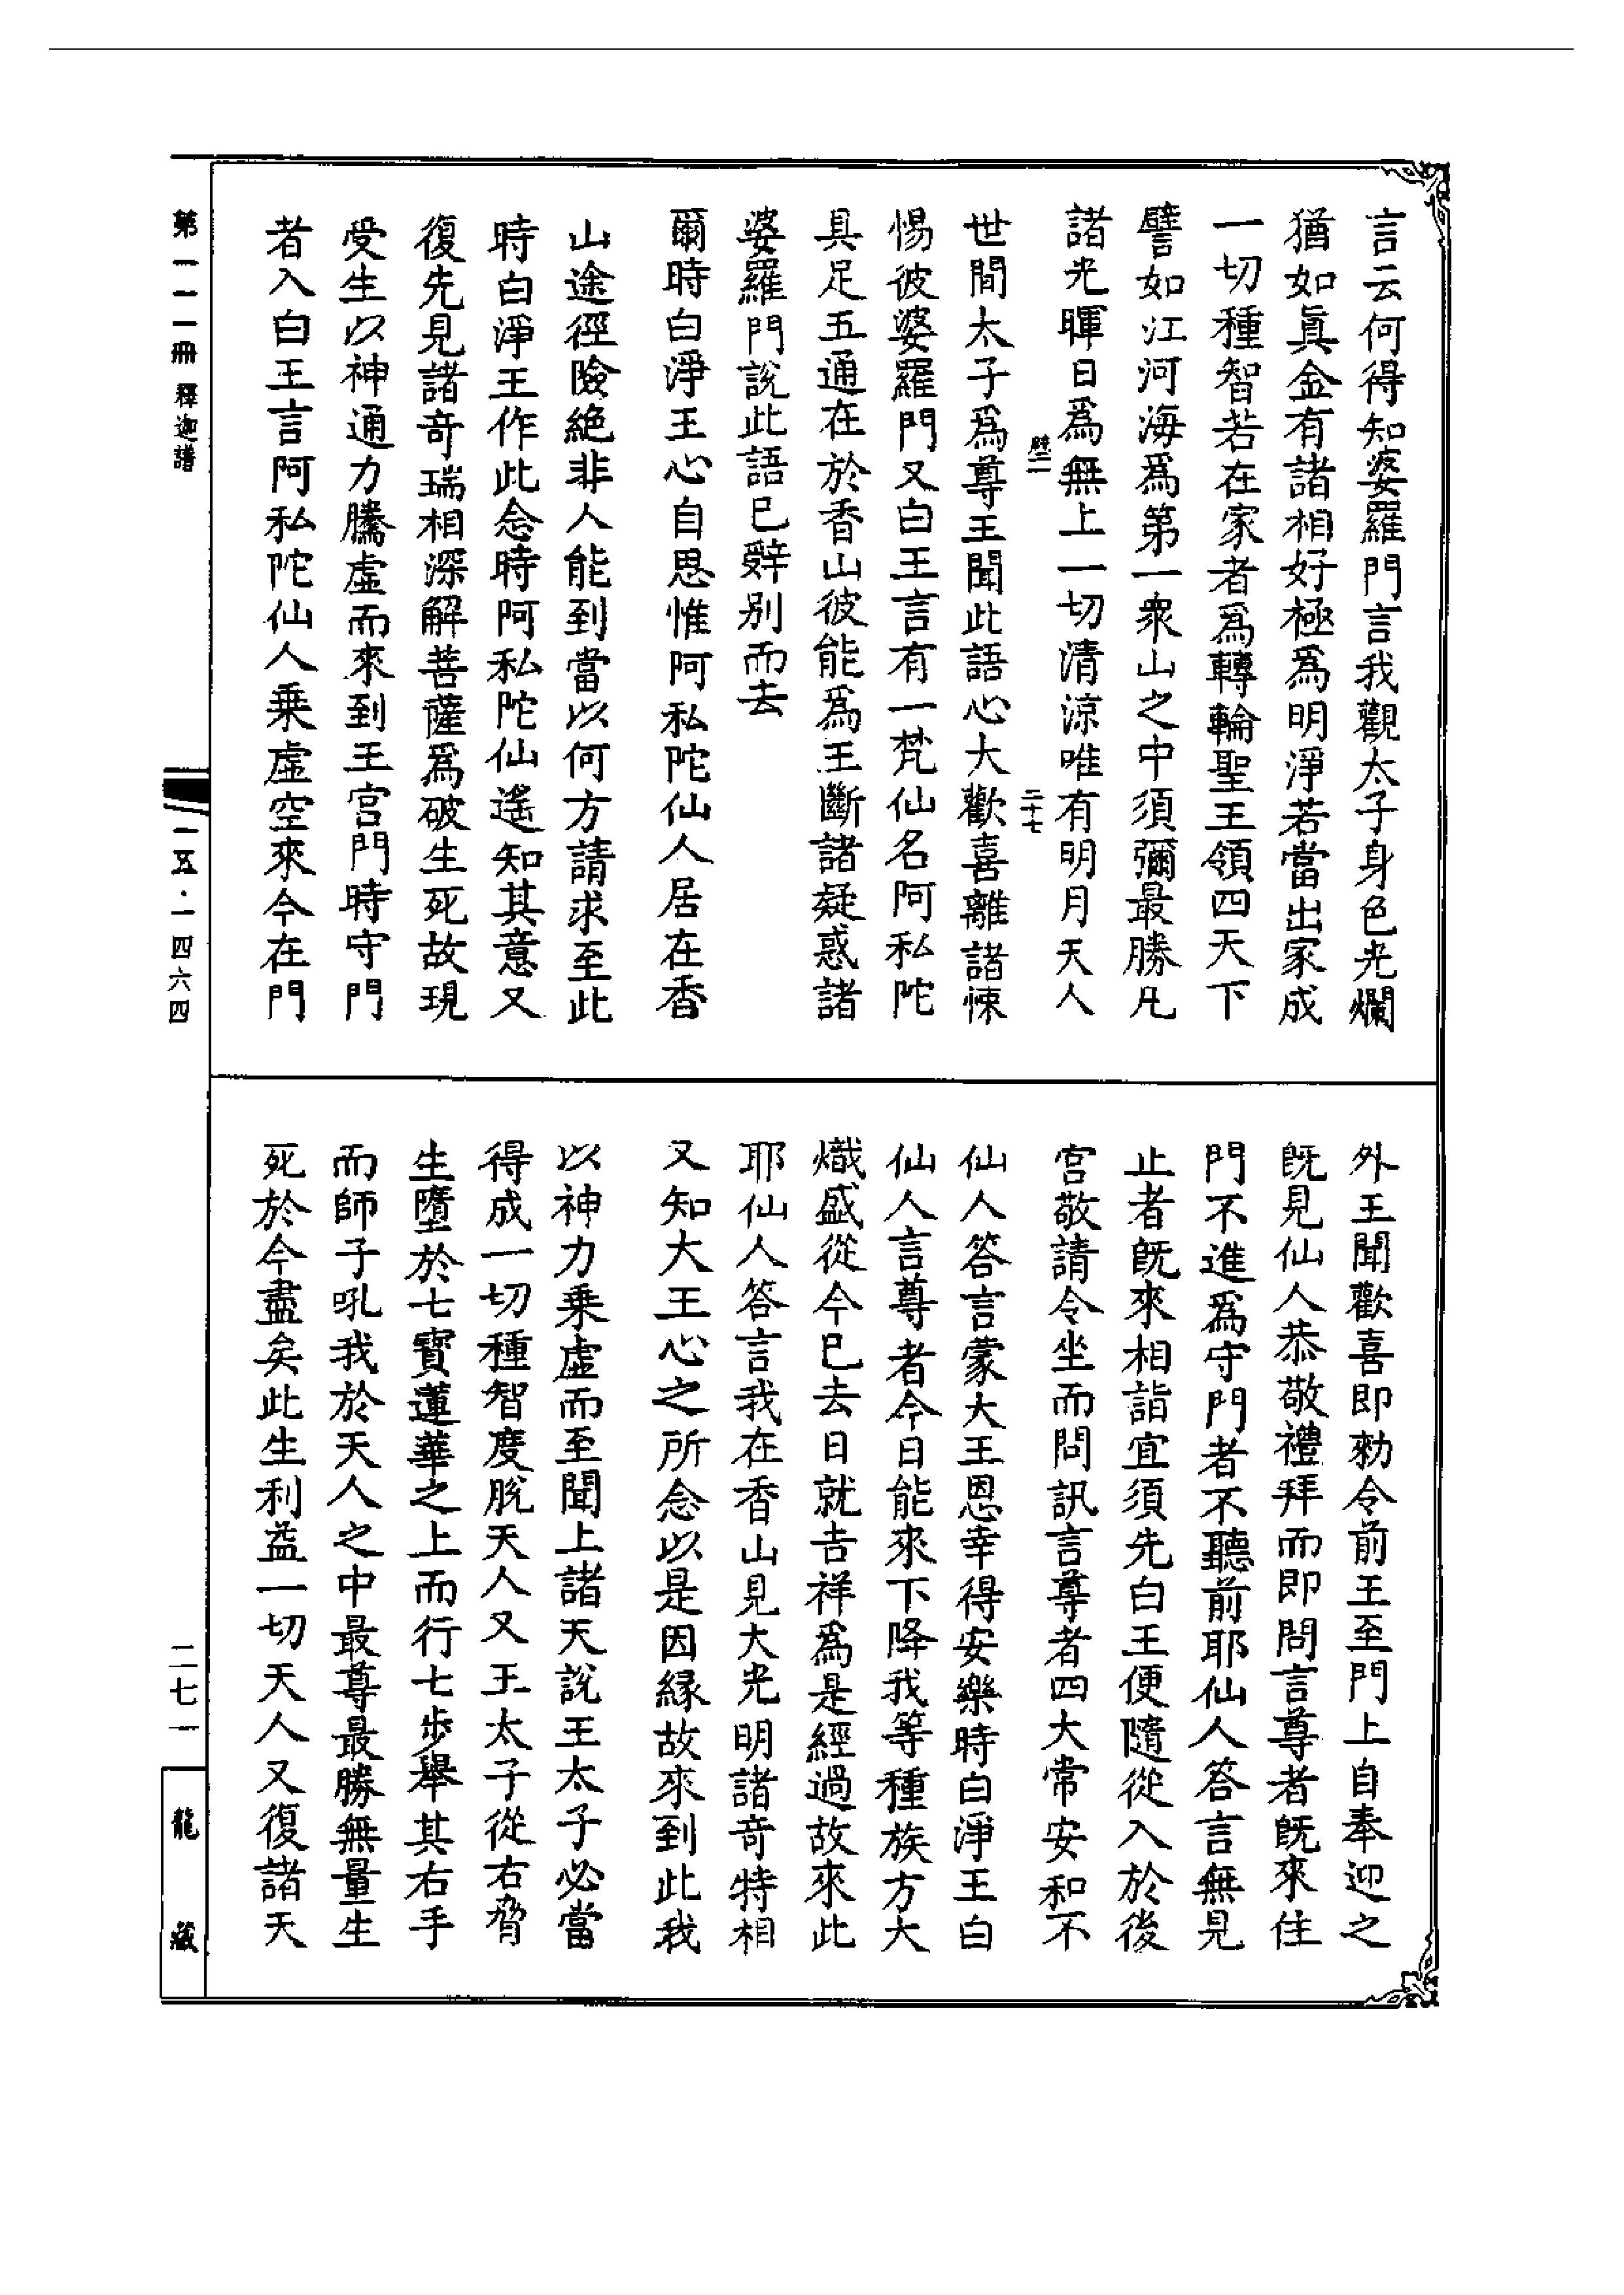 言云何得知婆羅門言我觀太子身色光爛
猶如真金有諸相好極爲明淨若當出家成
一切種智若在家者爲轉輪聖王領四天下
譬如江河海爲第一衆山之中須彌最勝凡
諸光暉日爲無上一切清涼唯有明月天人
二十七
世間太子爲尊王聞此語心大歡喜離諸悚
惕彼婆羅門又白王言有一梵仙名阿私陀
具足五通在於香山彼能爲王斷諸疑惑諸
婆羅門說此語已辭別而去
爾時白淨王心自思惟阿私陀仙人居在香
山途徑險絶非人能到當以何方請求至此
時白淨王作此念時阿私陀仙遙知其意又
復先見諸奇瑞相深解菩薩爲破生死故現
受生以神通力騰虛而來到王宮門時守門
者入白王言阿私陀仙人乗虛空來今在門
外王聞歡喜即勑令前王至門上自奉迎之
旣見仙人恭敬禮拜而即問言尊者旣來住
門不進爲守門者不聽前耶仙人答言無見
止者旣來相詣宜須先白王便隨從入於後
宮敬請令坐而問訊言尊者四大常安和不
仙人答言蒙大王恩幸得安樂時白淨王白
仙人言尊者今日能來下降我等種族方大
熾盛從今已去日就吉祥爲是經過故來此
耶仙人答言我在香山見大光明諸奇特相
又知大王心之所念以是因緣故來到此我
以神力乗虛而至聞上諸天說王太子必當
得成一切種智度脫天人又王太子從右脅
生墮於七寶蓮華之上而行七步舉其右手
而師子吼我於天人之中最尊最勝無量生
死於今盡矣此生利益一切天人又復諸天
第一一一冊 釋迦譜
一五·一四六四
二七一
龍藏